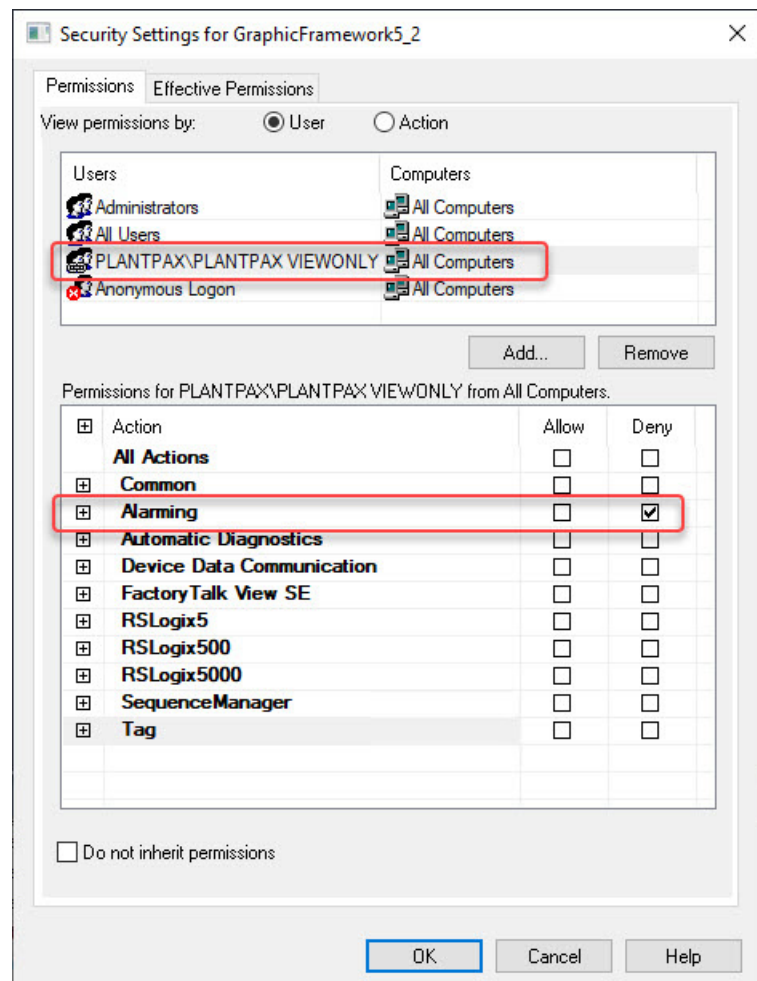 Security Settings for GraphicFramework5_2
Permissions Effective Permissions
View permissions by: User Action
Users Computers
Administrators All Computers
All Users All Computers
PLANTPAX\PLANTPAX VIEWONLY All Computers
Anonymous Logon All Computers
Add... Remove
Permissions for PLANTPAX\PLANTPAX VIEWONLY from All Computers.
Action Allow Deny
All Actions
Common
Alarming
Automatic Diagnostics
Device Data Communication
FactoryTalk View SE
RSLogix5
RSLogix500
RSLogix5000
SequenceManager
Tag
Do not inherit permissions
OK Cancel Help